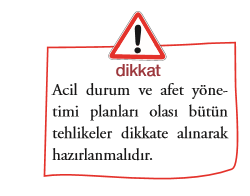 dikkat
Acil durum ve afet yöne-
timi planları olası bütün
tehlikeler dikkate alınarak
hazırlanmalıdır.